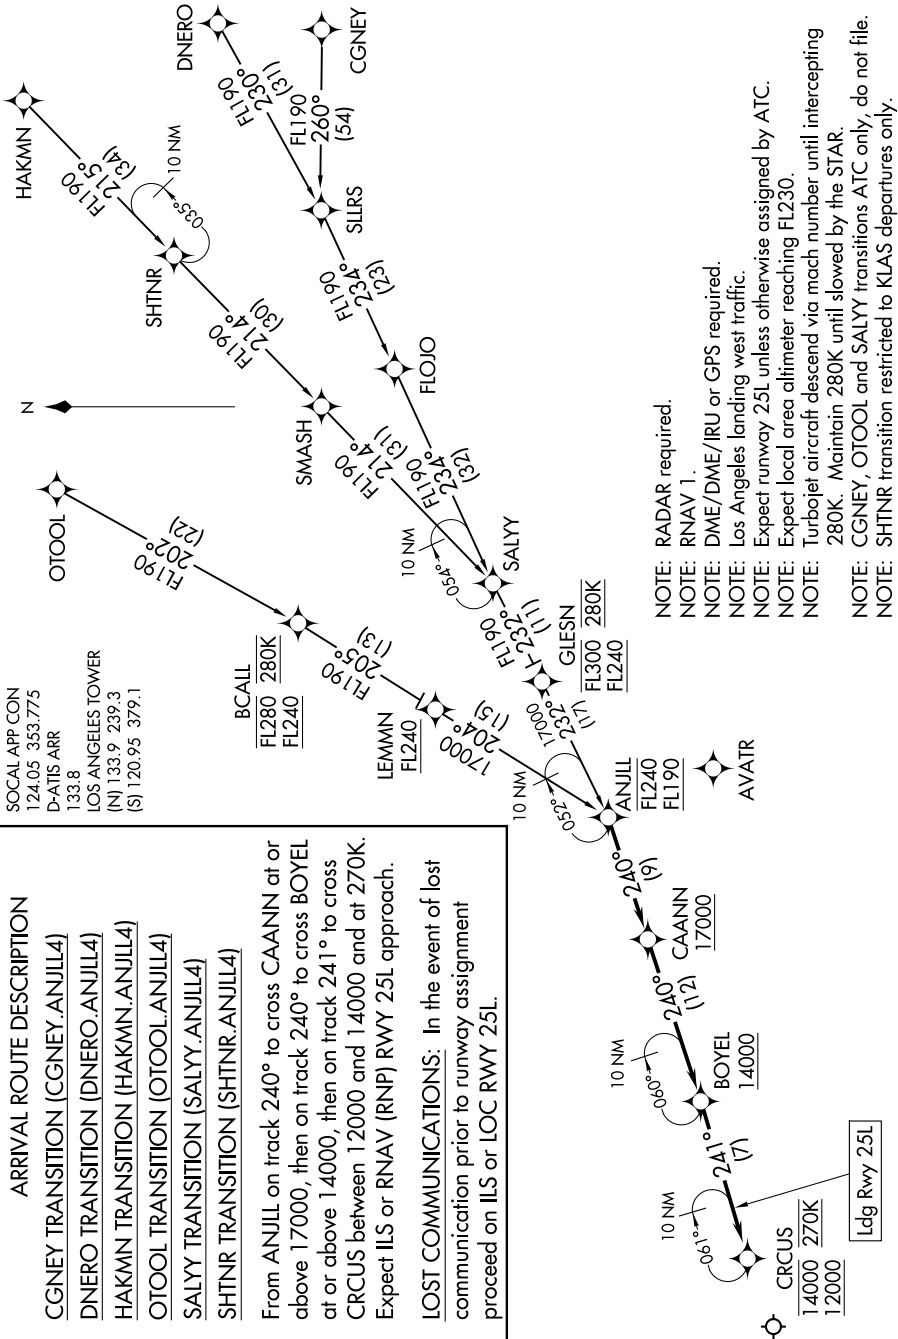 ARRIVAL ROUTE DESCRIPTION
CGNEY TRANSITION (CGNEY.ANJLL4)
DNERO TRANSITION (DNERO.ANJLL4)
HAKMN TRANSITION (HAKMN.ANJLL4)
OTOOL TRANSITION (OTOOL.ANJLL4)
SALYY TRANSITION (SALYY.ANJLL4)
SHTNR TRANSITION (SHTNR.ANJLL4)
From ANJLL on track 240° to cross CAANN at or
above 17000, then on track 240° to cross BOYEL
at or above 14000, then on track 241° to cross
CRCUS between 12000 and 14000 and at 270K.
Expect ILS or RNAV (RNP) RWY 25L approach.
LOST COMMUNICATIONS: In the event of lost
communication prior to runway assignment
proceed on ILS or LOC RWY 25L.
SOCAL APP CON
124.05 353.775
D-ATIS ARR
133.8
LOS ANGELES TOWER
(N) 133.9 239.3
(S) 120.95 379.1
N
OTOOL
FL190
202°
(22)
BCALL
FL280 280K
FL240
FL190
205°
(13)
LEMMN
FL240
17000
204°
(15)
HAKMN
FL190
215°
(34)
10 NM
035°
SHTNR
FL190
214°
(30)
SMASH
FL190
214°
(31)
DNERO
FL190
230°
(31)
CGNEY
FL190
260°
(54)
SLLRS
FL190
234°
(23)
FLOJO
FL190
234°
(32)
10 NM
054°
SALYY
FL190
232°
(11)
GLESN
FL300 280K
FL240
17000
232°
(17)
10 NM
052°
ANJLL
FL240
FL190
AVATR
240°
(9)
CAANN
17000
240°
(12)
10 NM
060°
BOYEL
14000
241°
(7)
10 NM
061°
CRCUS
14000 270K
12000
Ldg Rwy 25L
NOTE: RADAR required.
NOTE: RNAV 1.
NOTE: DME/DME/IRU or GPS required.
NOTE: Los Angeles landing west traffic.
NOTE: Expect runway 25L unless otherwise assigned by ATC.
NOTE: Expect local area altimeter reaching FL230.
NOTE: Turbojet aircraft descend via mach number until intercepting
280K. Maintain 280K until slowed by the STAR.
NOTE: CGNEY, OTOOL and SALYY transitions ATC only, do not file.
NOTE: SHTNR transition restricted to KLAS departures only.